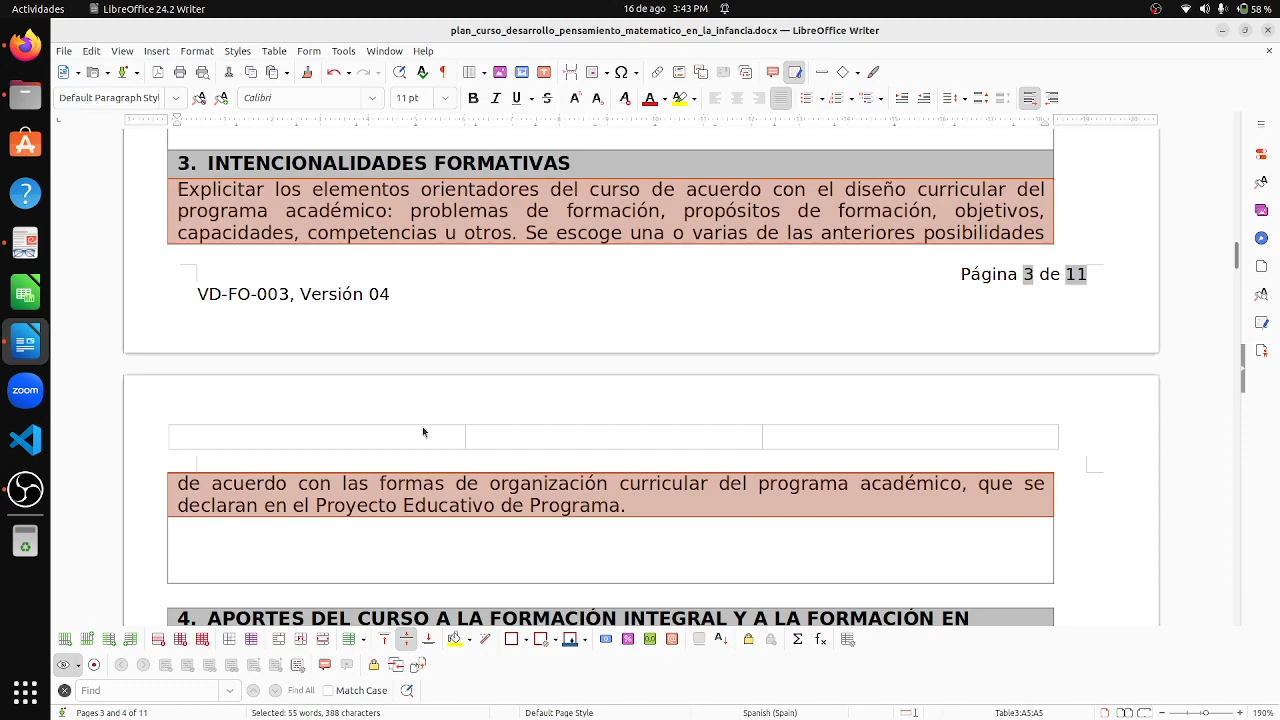 Actividades
LibreOffice 24.2 Writer
16 de ago 3:43 PM
58 %
plan_curso_desarrollo_pensamiento_matematico_en_la_infancia.docx — LibreOffice Writer
File Edit View Insert Format Styles Table Form Tools Window Help
Default Paragraph Styl
Calibri
11 pt
3. INTENCIONALIDADES FORMATIVAS
Explicitar los elementos orientadores del curso de acuerdo con el diseño curricular del
programa académico: problemas de formación, propósitos de formación, objetivos,
capacidades, competencias u otros. Se escoge una o varias de las anteriores posibilidades
Página 3 de 11
VD-FO-003, Versión 04
de acuerdo con las formas de organización curricular del programa académico, que se
declaran en el Proyecto Educativo de Programa.
4. APORTES DEL CURSO A LA FORMACIÓN INTEGRAL Y A LA FORMACIÓN EN
Find
Find All
Match Case
Pages 3 and 4 of 11
Selected: 55 words, 388 characters
Default Page Style
Spanish (Spain)
Table3:A5:A5
190%
zoom